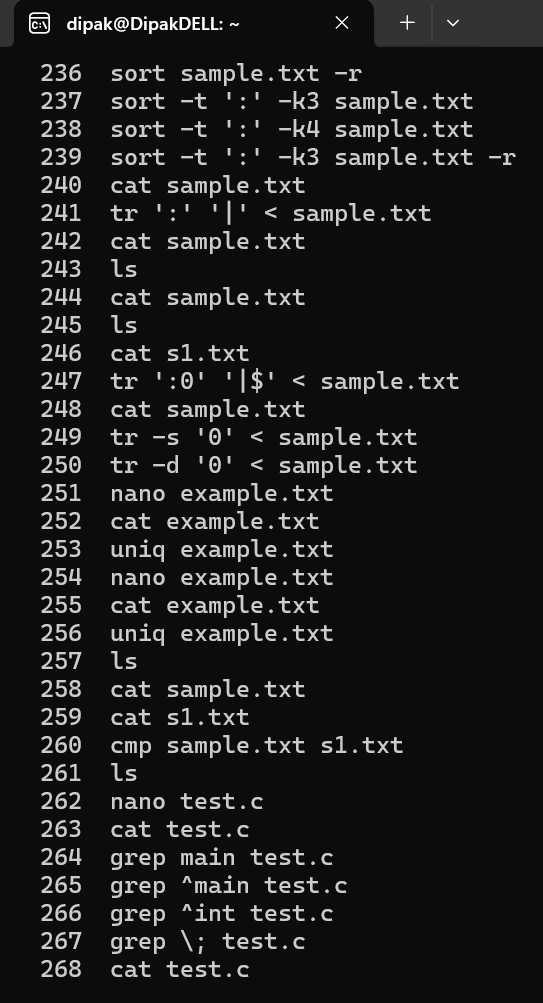 dipak@DipakDELL: ~
236 sort sample.txt -r
237 sort -t ':' -k3 sample.txt
238 sort -t ':' -k4 sample.txt
239 sort -t ':' -k3 sample.txt -r
240 cat sample.txt
241 tr ':' '|' < sample.txt
242 cat sample.txt
243 ls
244 cat sample.txt
245 ls
246 cat s1.txt
247 tr ':0' '|$' < sample.txt
248 cat sample.txt
249 tr -s '0' < sample.txt
250 tr -d '0' < sample.txt
251 nano example.txt
252 cat example.txt
253 uniq example.txt
254 nano example.txt
255 cat example.txt
256 uniq example.txt
257 ls
258 cat sample.txt
259 cat s1.txt
260 cmp sample.txt s1.txt
261 ls
262 nano test.c
263 cat test.c
264 grep main test.c
265 grep ^main test.c
266 grep ^int test.c
267 grep \; test.c
268 cat test.c